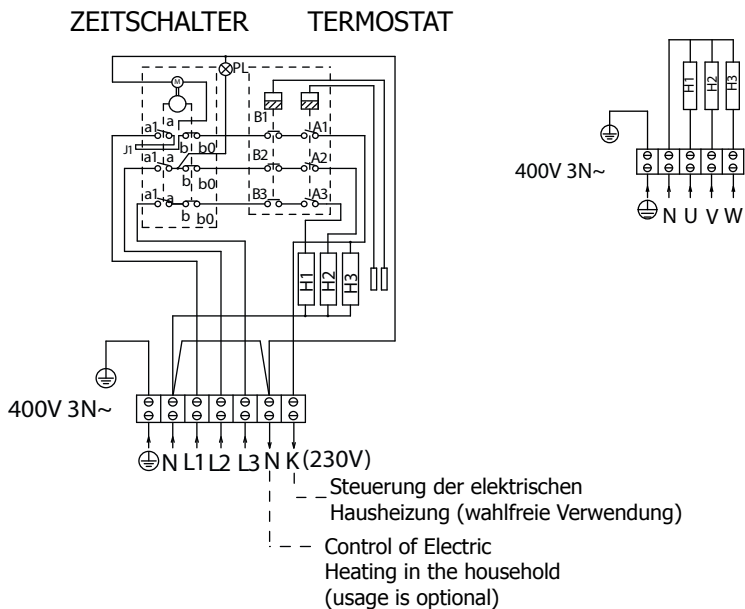 ZEITSCHALTER TERMOSTAT
PL
M
H1 H2 H3
B1
a1 a A1
J1 b b0
400V 3N~
a1 a B2 A2
b b0
N U V W
a1 a B3 A3
b b0
H1 H2 H3
400V 3N~
N L1 L2 L3 N K (230V)
Steuerung der elektrischen
Hausheizung (wahlfreie Verwendung)
Control of Electric
Heating in the household
(usage is optional)